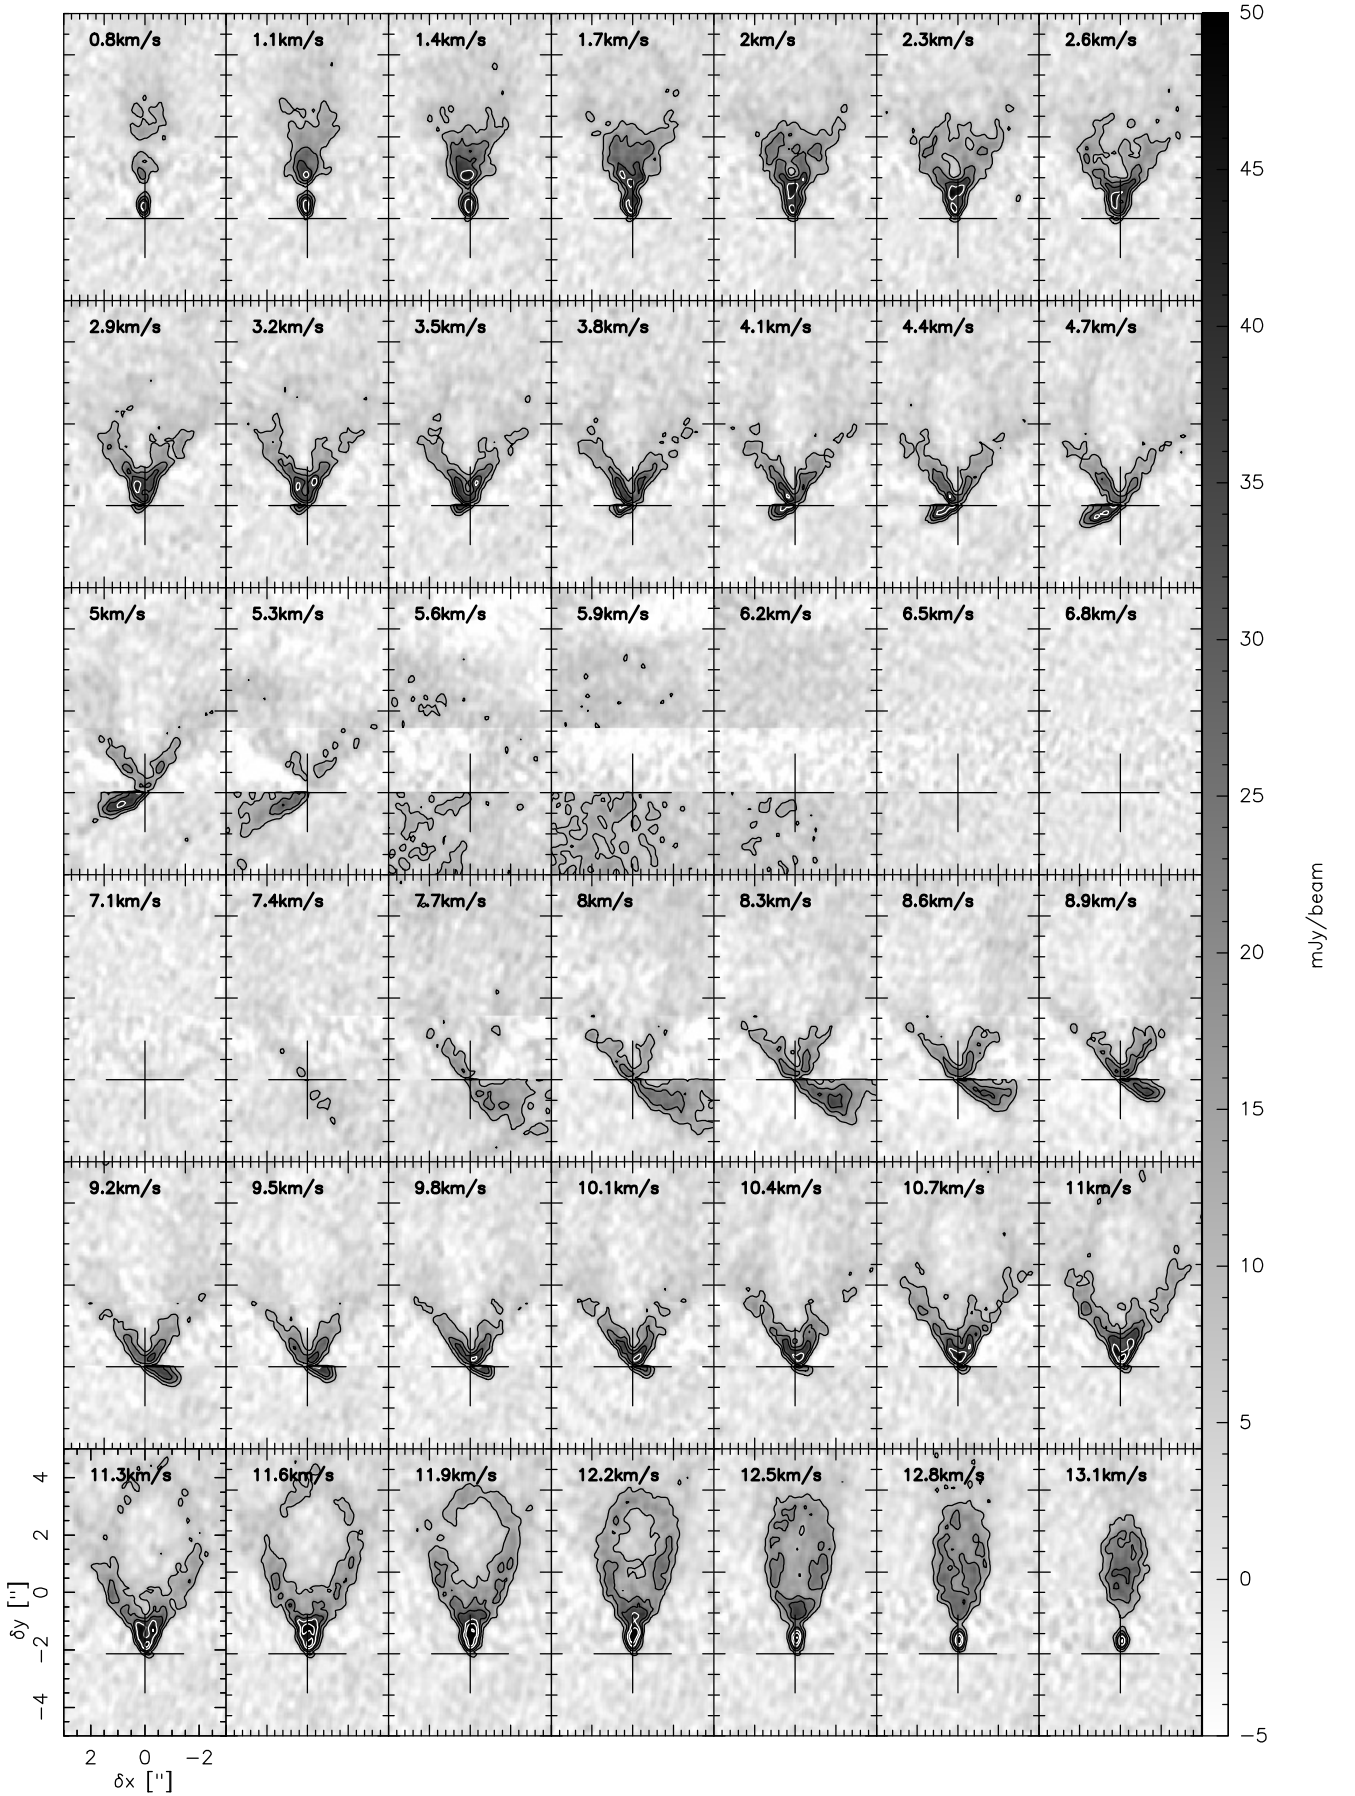 0.8km/s 1.1km/s 1.4km/s 1.7km/s 2km/s 2.3km/s 2.6km/s 50
45
2.9km/s 3.2km/s 3.5km/s 3.8km/s 4.1km/s 4.4km/s 4.7km/s 40
35
5km/s 5.3km/s 5.6km/s 5.9km/s 6.2km/s 6.5km/s 6.8km/s 30
25
7.1km/s 7.4km/s 7.7km/s 8km/s 8.3km/s 8.6km/s 8.9km/s
mJy/beam
20
15
9.2km/s 9.5km/s 9.8km/s 10.1km/s 10.4km/s 10.7km/s 11km/s
10
5
11.3km/s 11.6km/s 11.9km/s 12.2km/s 12.5km/s 12.8km/s 13.1km/s
4
2
0
−2
−4
δy ["]
0
−5
2 0 −2
δx ["]